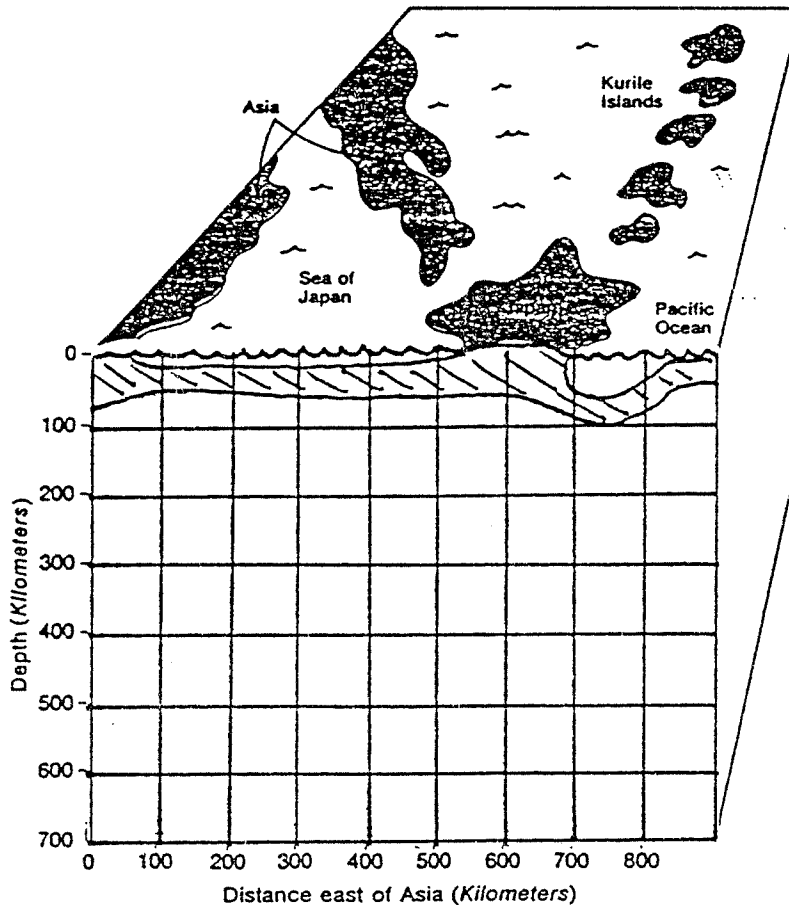 Kurile
Islands
Asia
Sea of
Japan
Japan
Pacific
Ocean
0
100
200
300
400
500
600
700
Depth (Kilometers)
0 100 200 300 400 500 600 700 800
Distance east of Asia (Kilometers)